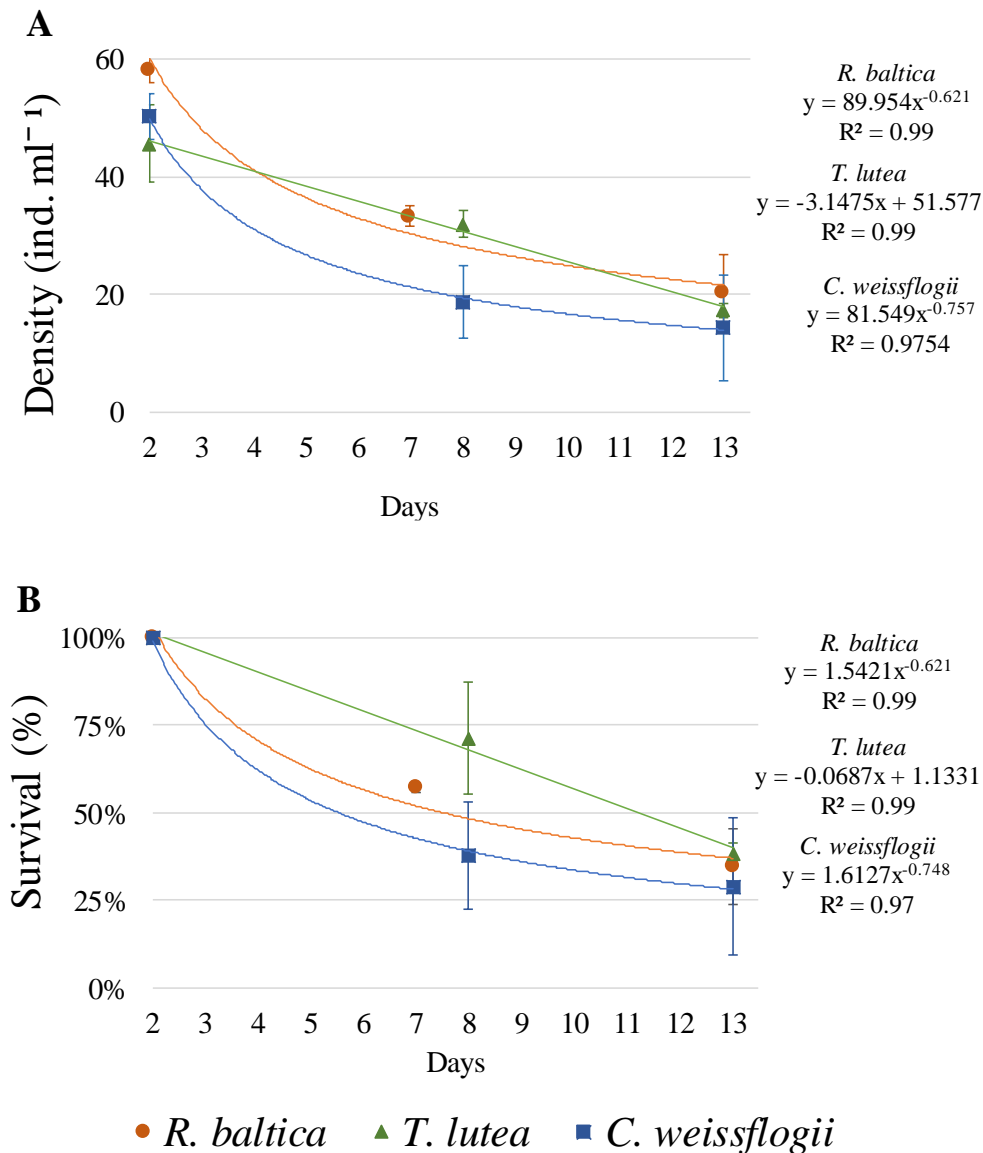 A
60
40
20
0
Density (ind. ml⁻¹)
2 3 4 5 6 7 8 9 10 11 12 13
Days
R. baltica
y = 89.954x^-0.621
R² = 0.99
T. lutea
y = -3.1475x + 51.577
R² = 0.99
C. weissflogii
y = 81.549x^-0.757
R² = 0.9754
B
100%
75%
50%
25%
0%
Survival (%)
2 3 4 5 6 7 8 9 10 11 12 13
Days
R. baltica
y = 1.5421x^-0.621
R² = 0.99
T. lutea
y = -0.0687x + 1.1331
R² = 0.99
C. weissflogii
y = 1.6127x^-0.748
R² = 0.97
R. baltica T. lutea C. weissflogii